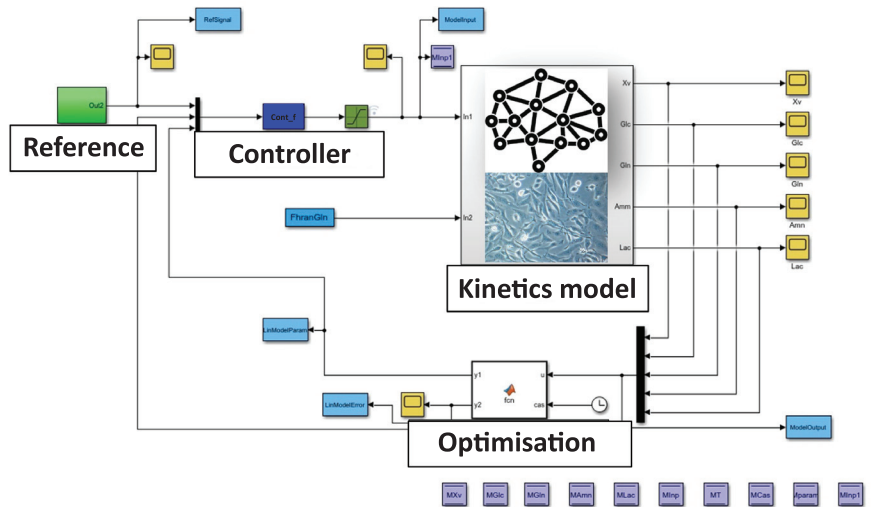 RefSignal
ModelInput
MInp1
Out2
Reference
Cont_f
Controller
In1
In2
FhranGln
Xv
Glc
Gln
Amm
Lac
Xv
Glc
Gln
Amn
Lac
Kinetics model
LinModelParam
LinModelError
y1
y2
u
cas
fcn
Optimisation
ModelOutput
MXv
MGlc
MGln
MAmn
MLac
MInp
MT
MCas
Mparam
MInp1